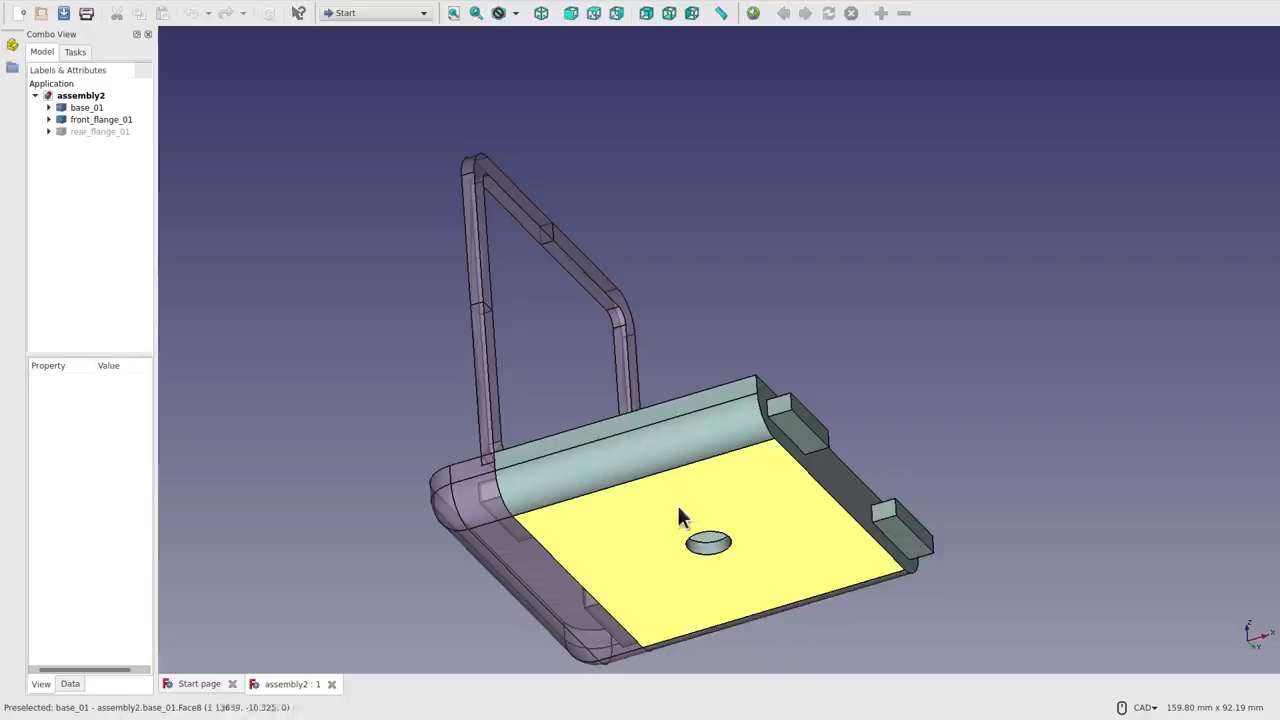 Start
Combo View
Model Tasks
Labels & Attributes
Application
assembly2
base_01
front_flange_01
rear_flange_01
Property Value
View Data
Start page
assembly2 : 1
Preselected: base_01 - assembly2.base_01.Face8
CAD
159.80 mm x 92.19 mm
Z
X
Y